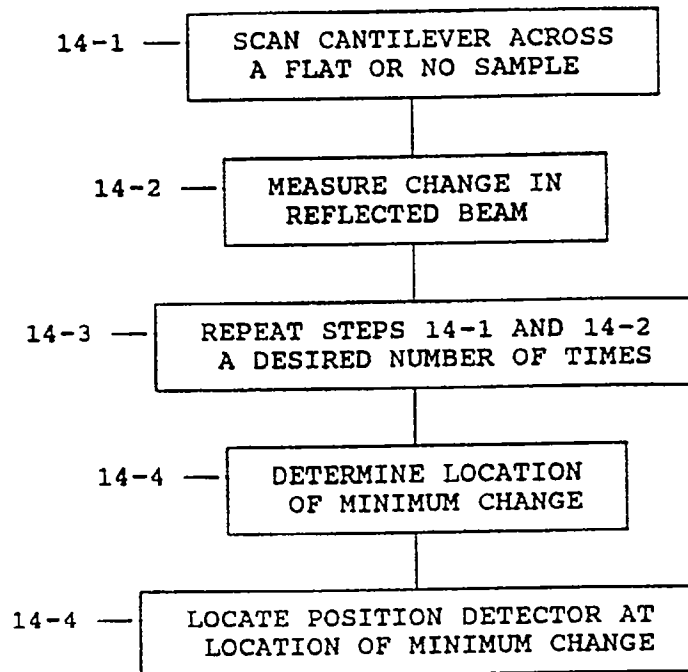 14-1
SCAN CANTILEVER ACROSS
A FLAT OR NO SAMPLE
14-2
MEASURE CHANGE IN
REFLECTED BEAM
14-3
REPEAT STEPS 14-1 AND 14-2
A DESIRED NUMBER OF TIMES
14-4
DETERMINE LOCATION
OF MINIMUM CHANGE
14-4
LOCATE POSITION DETECTOR AT
LOCATION OF MINIMUM CHANGE